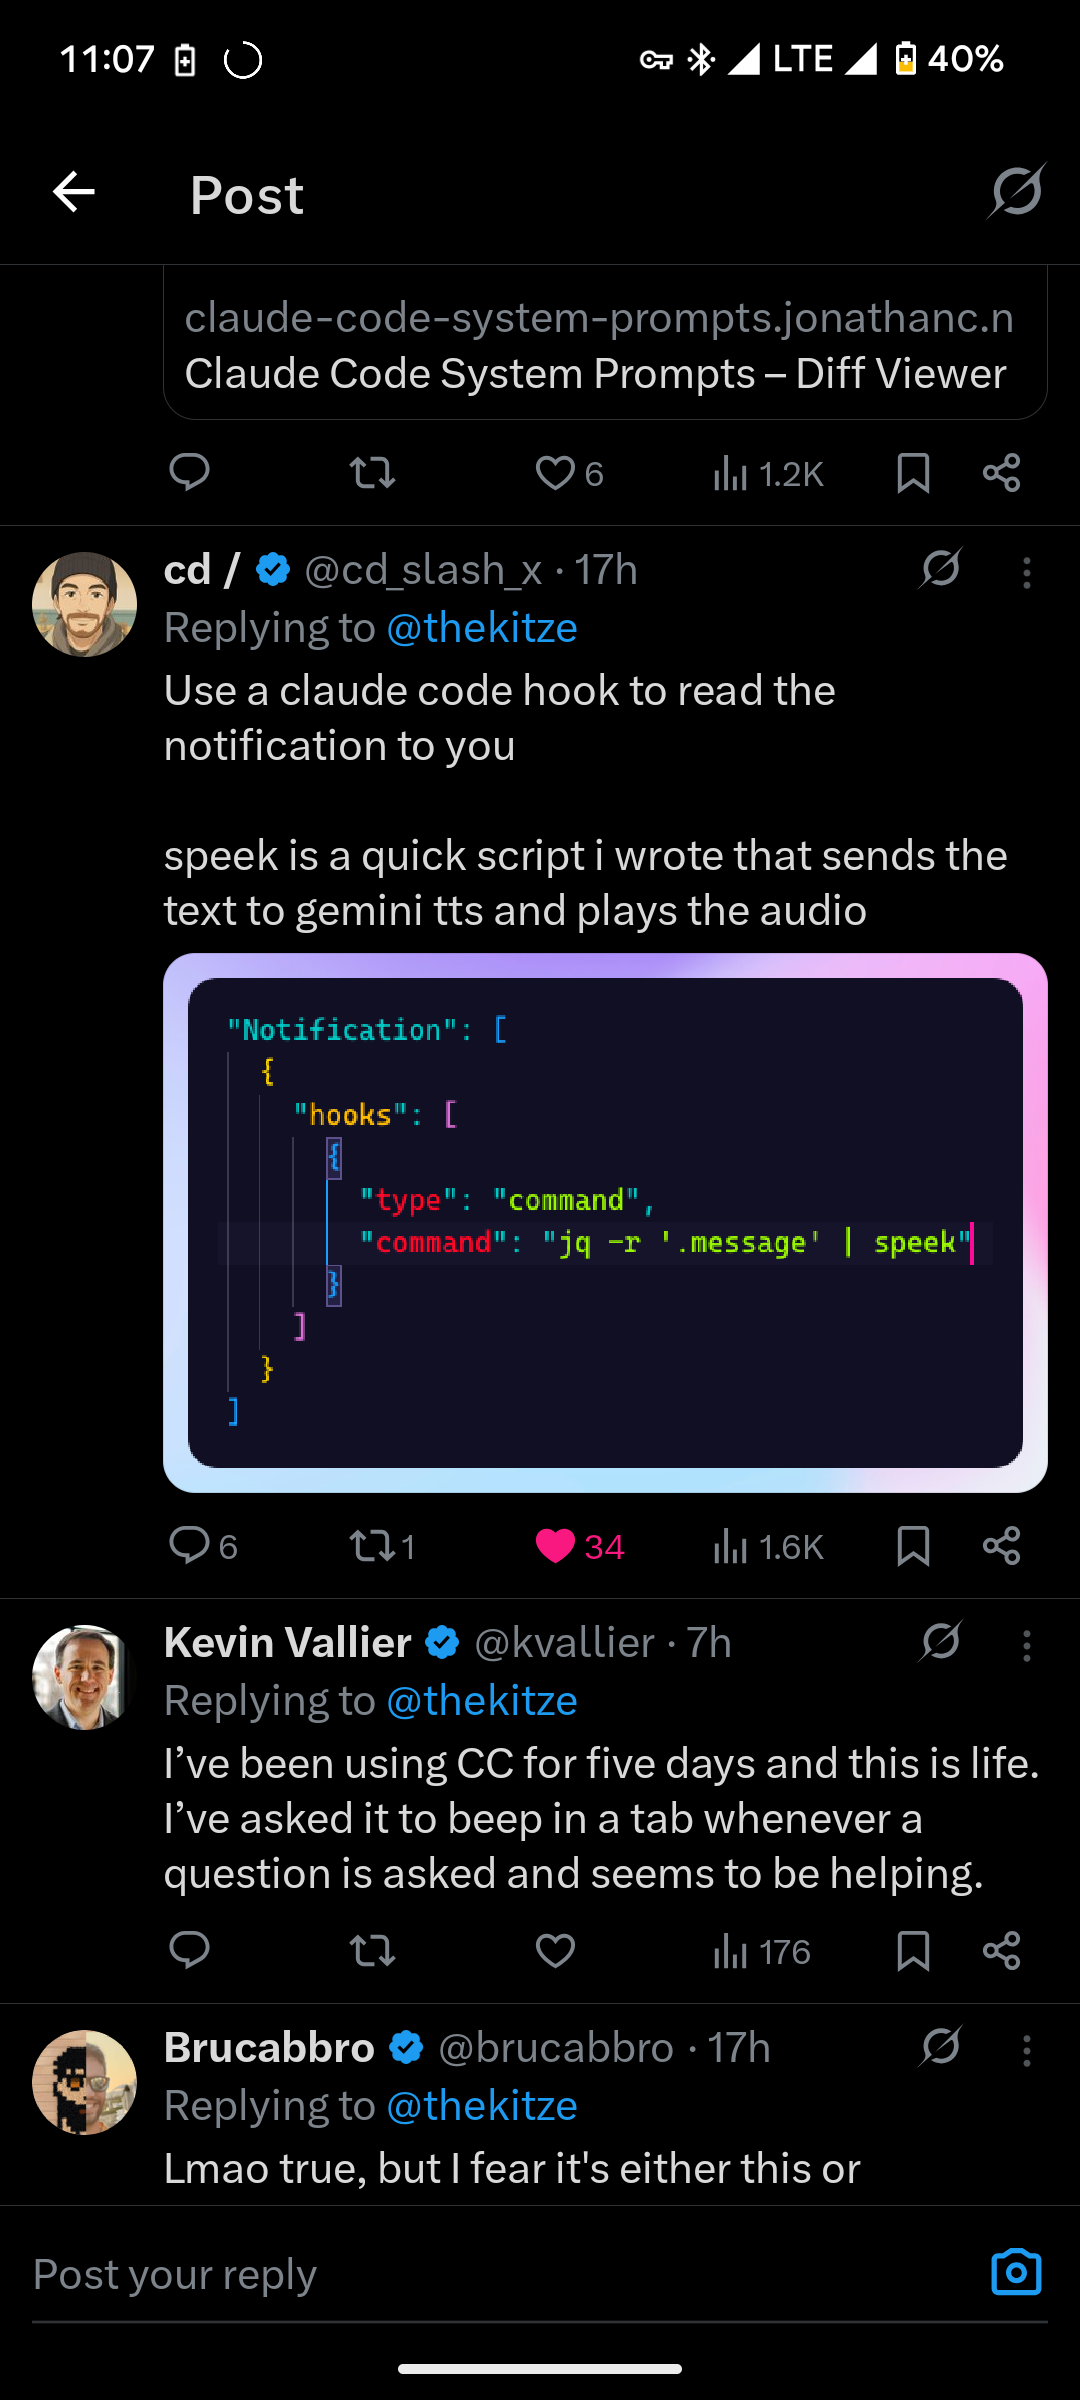 11:07 LTE 40%
Post
claude-code-system-prompts.jonathanc.n
Claude Code System Prompts – Diff Viewer
6 1.2K
cd / @cd_slash_x · 17h
Replying to @thekitze
Use a claude code hook to read the
notification to you
speek is a quick script i wrote that sends the
text to gemini tts and plays the audio
"Notification": [
{
"hooks": [
{
"type": "command",
"command": "jq -r '.message' | speek"
}
]
}
]
6 1 34 1.6K
Kevin Vallier @kvallier · 7h
Replying to @thekitze
I’ve been using CC for five days and this is life.
I’ve asked it to beep in a tab whenever a
question is asked and seems to be helping.
176
Brucabbro @brucabbro · 17h
Replying to @thekitze
Lmao true, but I fear it's either this or
Post your reply